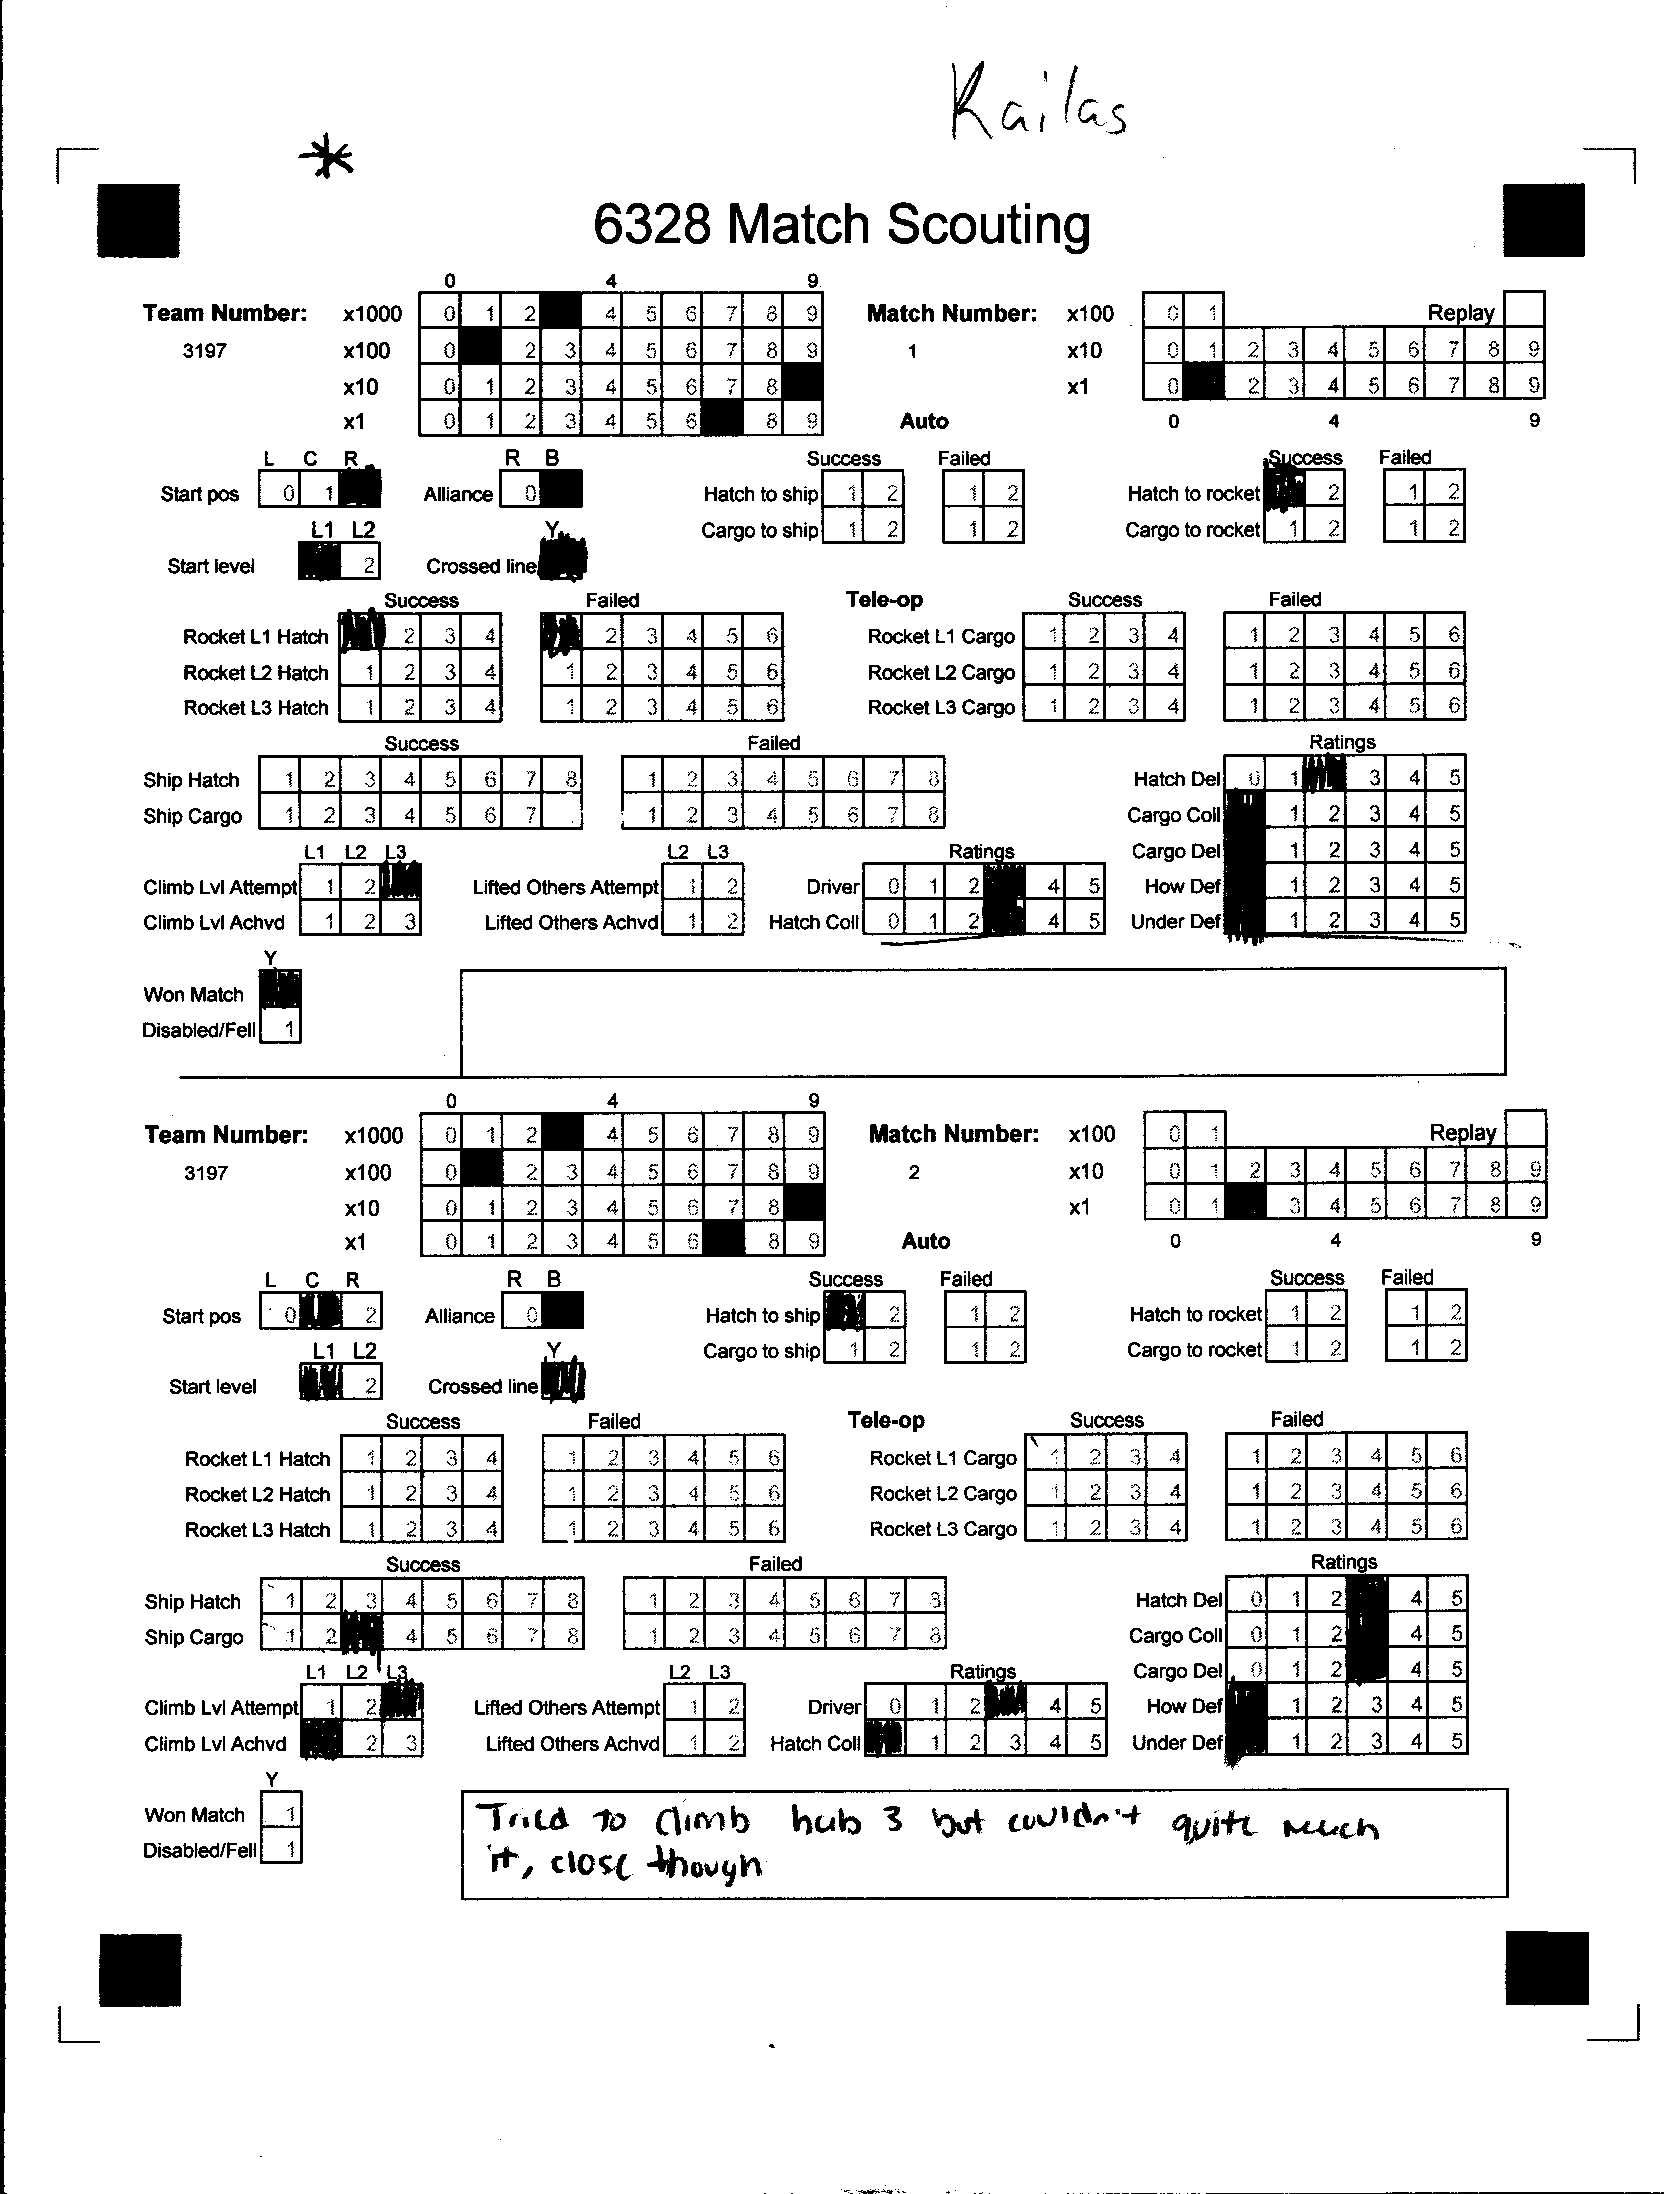 Kailas
*
6328 Match Scouting
0 4 9
Team Number: x1000 0 1 2 4 5 6 7 8 9 Match Number: x100 0 1 Replay
3197 x100 0 2 3 4 5 6 7 8 9 1 x10 0 1 2 3 4 5 6 7 8 9
x10 0 1 2 3 4 5 6 7 8 x1 0 2 3 4 5 6 7 8 9
x1 0 1 2 3 4 5 6 8 9 Auto 0 4 9
L C R R B Success Failed Success Failed
Start pos 0 1 Alliance 0 Hatch to ship 1 2 1 2 Hatch to rocket 2 1 2
L1 L2 Y Cargo to ship 1 2 1 2 Cargo to rocket 1 2 1 2
Start level 2 Crossed line
Success Failed Tele-op Success Failed
Rocket L1 Hatch 2 3 4 2 3 4 5 6 Rocket L1 Cargo 1 2 3 4 1 2 3 4 5 6
Rocket L2 Hatch 1 2 3 4 1 2 3 4 5 6 Rocket L2 Cargo 1 2 3 4 1 2 3 4 5 6
Rocket L3 Hatch 1 2 3 4 1 2 3 4 5 6 Rocket L3 Cargo 1 2 3 4 1 2 3 4 5 6
Success Failed Ratings
Ship Hatch 1 2 3 4 5 6 7 8 1 2 3 4 5 6 7 8 Hatch Del 0 1 3 4 5
Ship Cargo 1 2 3 4 5 6 7 1 2 3 4 5 6 7 8 Cargo Coll 1 2 3 4 5
L1 L2 L3 L2 L3 Ratings Cargo Del 1 2 3 4 5
Climb Lvl Attempt 1 2 Lifted Others Attempt 1 2 Driver 0 1 2 4 5 How Def 1 2 3 4 5
Climb Lvl Achvd 1 2 3 Lifted Others Achvd 1 2 Hatch Coll 0 1 2 4 5 Under Def 1 2 3 4 5
Y
Won Match
Disabled/Fell 1
0 4 9
Team Number: x1000 0 1 2 4 5 6 7 8 9 Match Number: x100 0 1 Replay
3197 x100 0 2 3 4 5 6 7 8 9 2 x10 0 1 2 3 4 5 6 7 8 9
x10 0 1 2 3 4 5 6 7 8 x1 0 1 3 4 5 6 7 8 9
x1 0 1 2 3 4 5 6 8 9 Auto 0 4 9
L C R R B Success Failed Success Failed
Start pos 0 2 Alliance 0 Hatch to ship 2 1 2 Hatch to rocket 1 2 1 2
L1 L2 Y Cargo to ship 1 2 1 2 Cargo to rocket 1 2 1 2
Start level 2 Crossed line
Success Failed Tele-op Success Failed
Rocket L1 Hatch 1 2 3 4 1 2 3 4 5 6 Rocket L1 Cargo 1 2 3 4 1 2 3 4 5 6
Rocket L2 Hatch 1 2 3 4 1 2 3 4 5 6 Rocket L2 Cargo 1 2 3 4 1 2 3 4 5 6
Rocket L3 Hatch 1 2 3 4 1 2 3 4 5 6 Rocket L3 Cargo 1 2 3 4 1 2 3 4 5 6
Success Failed Ratings
Ship Hatch 1 2 3 4 5 6 7 8 1 2 3 4 5 6 7 8 Hatch Del 0 1 2 4 5
Ship Cargo 1 2 4 5 6 7 8 1 2 3 4 5 6 7 8 Cargo Coll 0 1 2 4 5
L1 L2 L3 L2 L3 Ratings Cargo Del 0 1 2 4 5
Climb Lvl Attempt 1 2 Lifted Others Attempt 1 2 Driver 0 1 2 4 5 How Def 1 2 3 4 5
Climb Lvl Achvd 2 3 Lifted Others Achvd 1 2 Hatch Coll 1 2 3 4 5 Under Def 1 2 3 4 5
Y
Won Match 1
Disabled/Fell 1
Tried to climb hab 3 but couldn't quite reach
it, close though